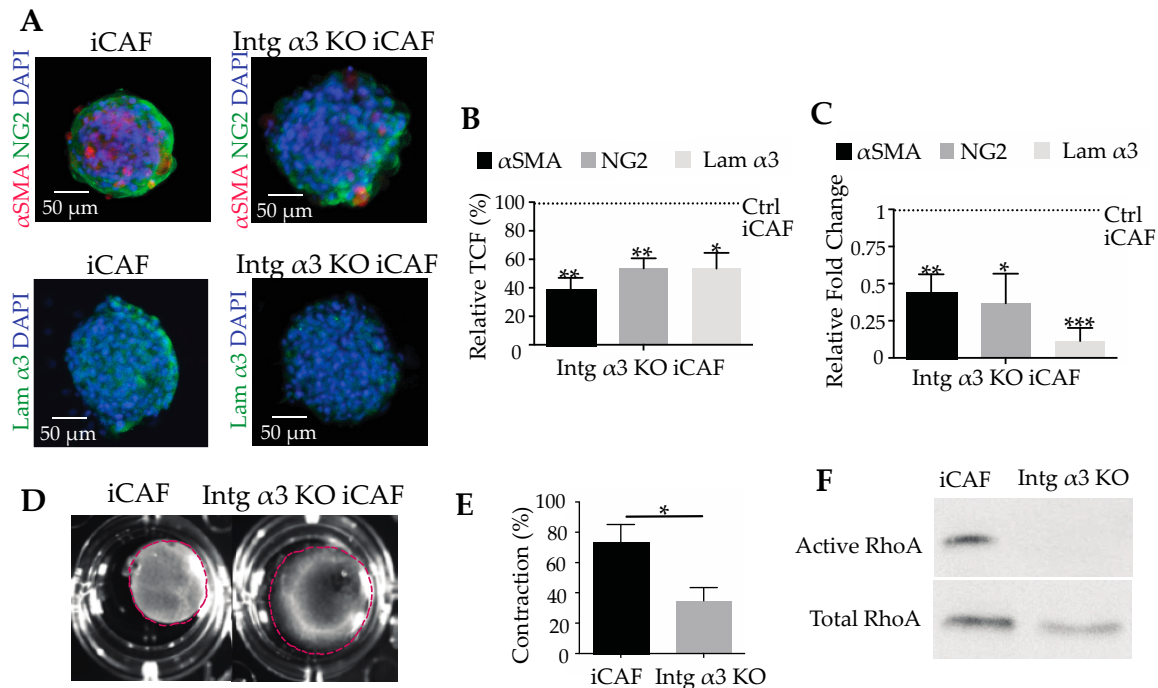 A
iCAF
Intg α3 KO iCAF
αSMA NG2 DAPI
50 µm
αSMA NG2 DAPI
50 µm
iCAF
Intg α3 KO iCAF
Lam α3 DAPI
50 µm
Lam α3 DAPI
50 µm
B
αSMA NG2 Lam α3
Relative TCF (%)
100
80
60
40
20
0
Ctrl
iCAF
** ** *
Intg α3 KO iCAF
C
αSMA NG2 Lam α3
Relative Fold Change
1
0.75
0.5
0.25
0
Ctrl
iCAF
** * ***
Intg α3 KO iCAF
D
iCAF Intg α3 KO iCAF
E
Contraction (%)
100
80
60
40
20
0
*
iCAF Intg α3 KO
F
iCAF Intg α3 KO
Active RhoA
Total RhoA